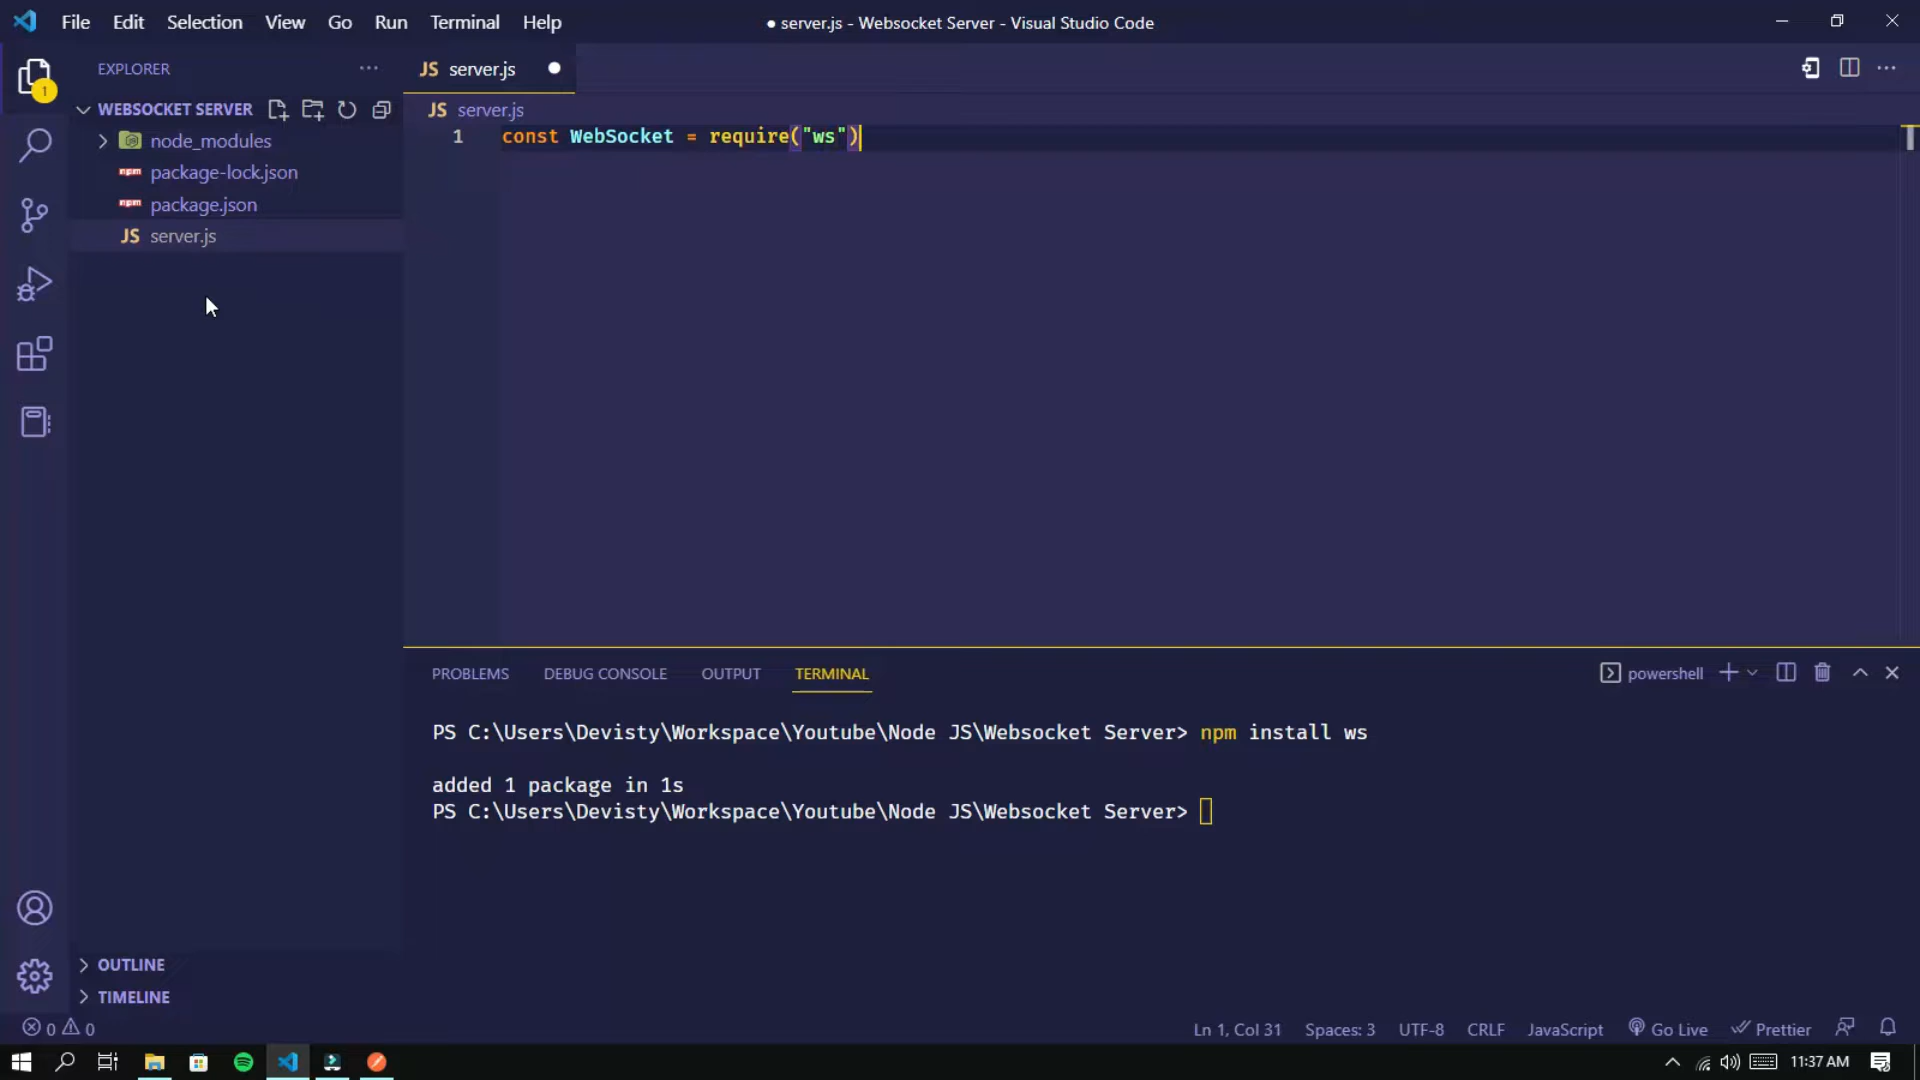 File Edit Selection View Go Run Terminal Help
● server.js - Websocket Server - Visual Studio Code
EXPLORER
JS server.js
1
WEBSOCKET SERVER
JS server.js
node_modules
npm package-lock.json
npm package.json
JS server.js
1 const WebSocket = require("ws")
PROBLEMS DEBUG CONSOLE OUTPUT TERMINAL
powershell
PS C:\Users\Devisty\Workspace\Youtube\Node JS\Websocket Server> npm install ws
added 1 package in 1s
PS C:\Users\Devisty\Workspace\Youtube\Node JS\Websocket Server>
OUTLINE
TIMELINE
0 0
Ln 1, Col 31 Spaces: 3 UTF-8 CRLF JavaScript Go Live Prettier
11:37 AM